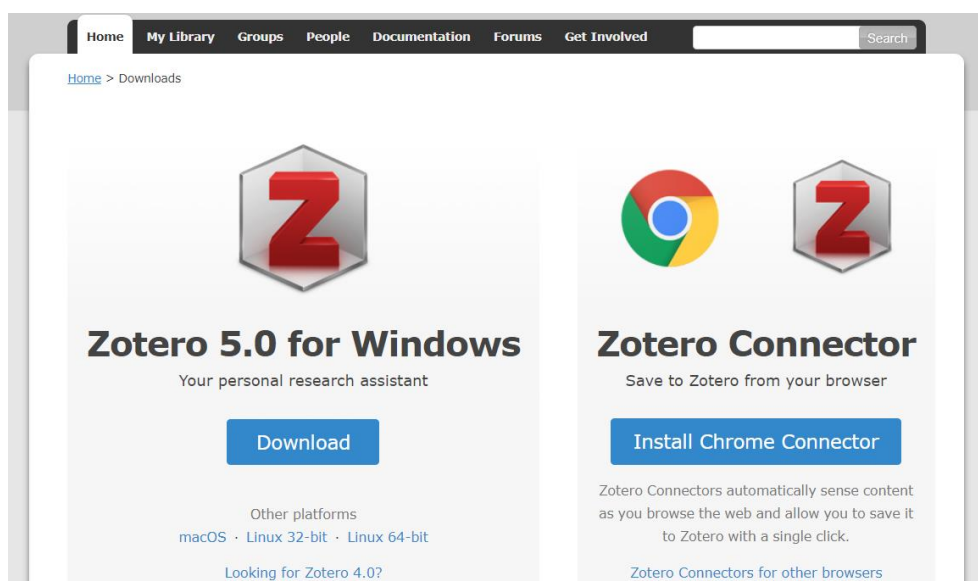 Home My Library Groups People Documentation Forums Get Involved Search
Home > Downloads
Zotero 5.0 for Windows
Your personal research assistant
Download
Other platforms
macOS · Linux 32-bit · Linux 64-bit
Looking for Zotero 4.0?
Zotero Connector
Save to Zotero from your browser
Install Chrome Connector
Zotero Connectors automatically sense content
as you browse the web and allow you to save it
to Zotero with a single click.
Zotero Connectors for other browsers